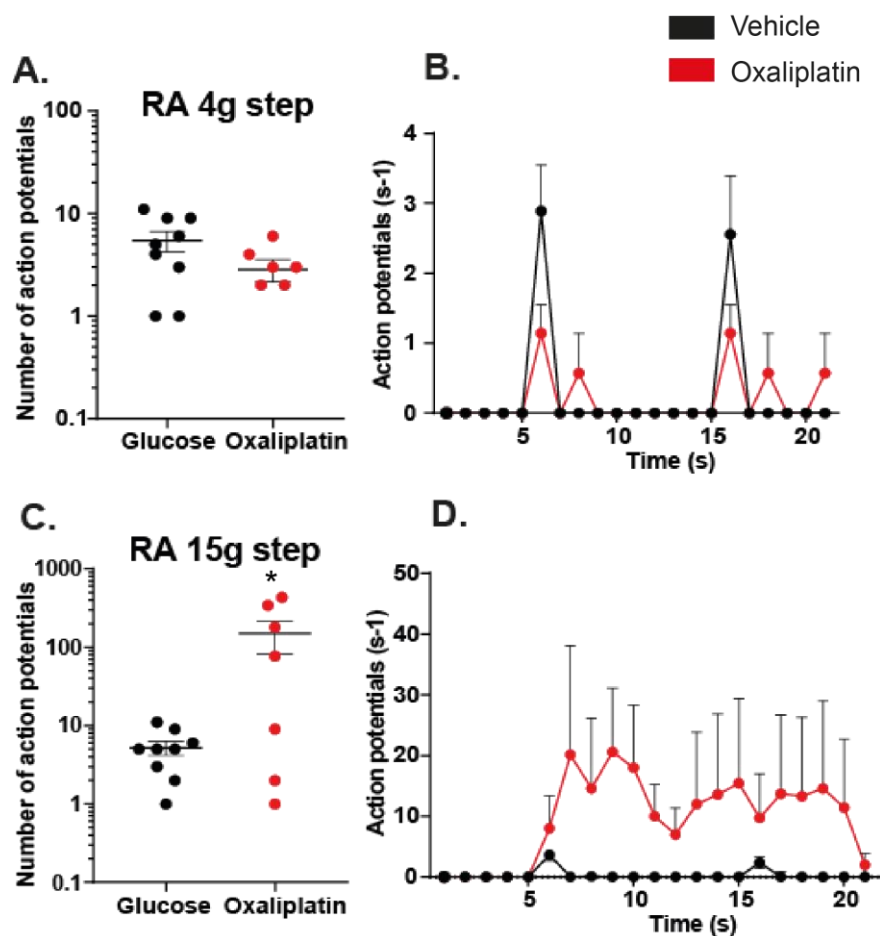 Vehicle
Oxaliplatin
A.
B.
RA 4g step
Number of action potentials
100
10
1
0.1
Glucose Oxaliplatin
Action potentials (s-1)
4
3
2
1
0
5 10 15 20
Time (s)
C.
D.
RA 15g step
*
Number of action potentials
1000
100
10
1
0.1
Glucose Oxaliplatin
Action potentials (s-1)
50
40
30
20
10
0
5 10 15 20
Time (s)